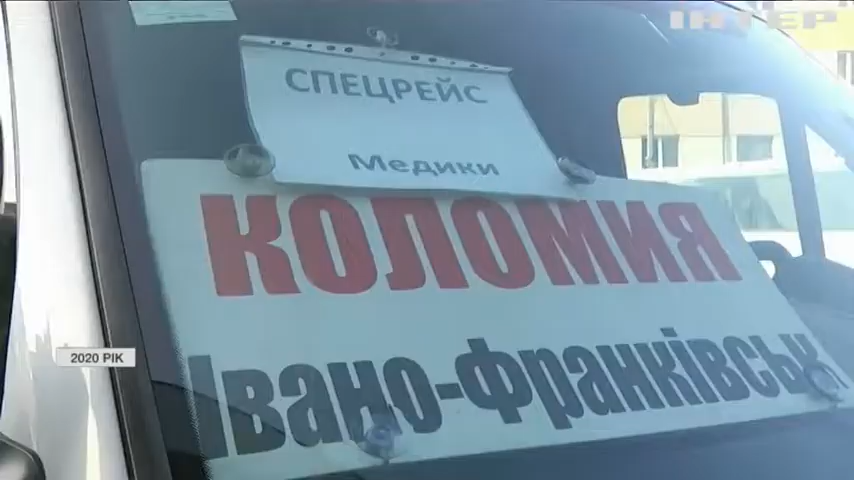 ІНТЕР
СПЕЦРЕЙС
Медики
КОЛОМИЯ
Івано-Франківськ
2020 РІК